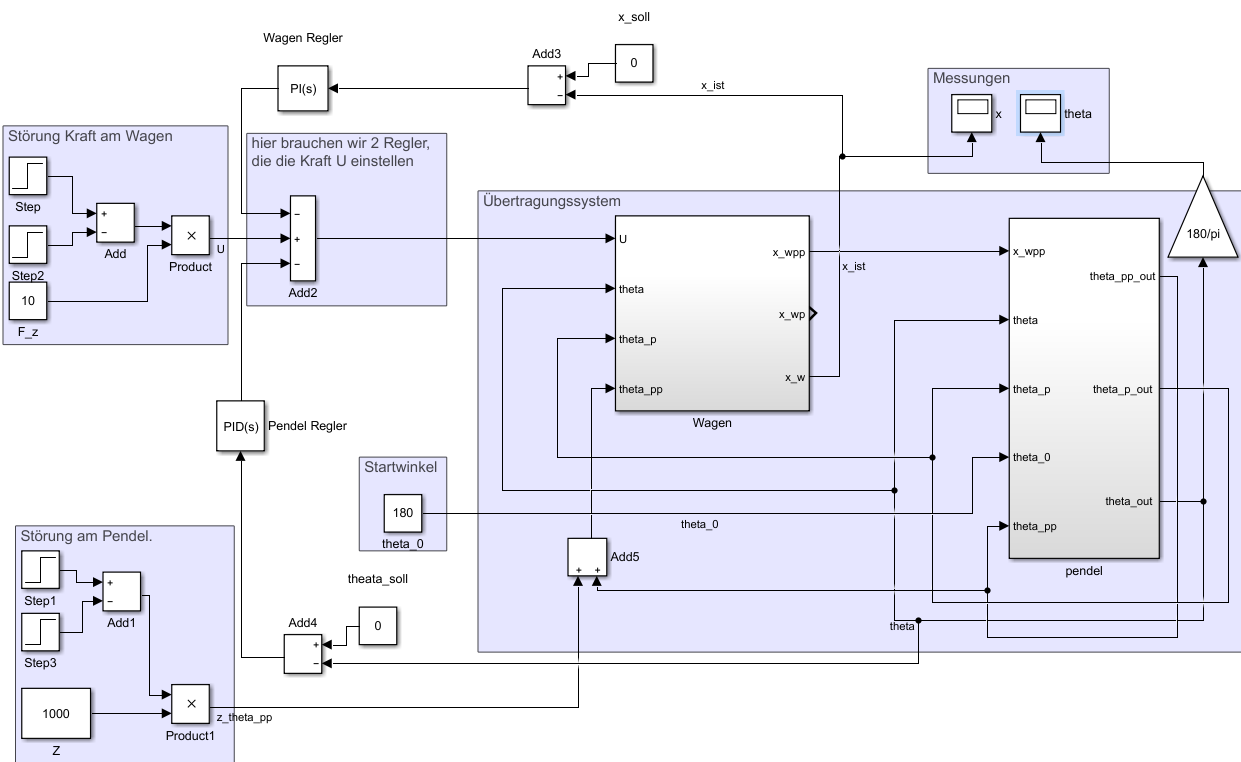 x_soll
Wagen Regler
Add3
PI(s)
+
−
0
x_ist
Messungen
x
theta
Störung Kraft am Wagen
Step
Step2
+
−
Add
×
Product
U
10
F_z
hier brauchen wir 2 Regler,
die die Kraft U einstellen
−
+
−
Add2
Übertragungssystem
U
theta
theta_p
theta_pp
x_wpp
x_wp
x_w
Wagen
x_ist
x_wpp
theta
theta_p
theta_0
theta_pp
theta_pp_out
theta_p_out
theta_out
pendel
180/pi
PID(s)
Pendel Regler
Startwinkel
180
theta_0
theta_0
Add5
+ +
theta
Störung am Pendel.
Step1
Step3
+
−
Add1
1000
Z
×
Product1
z_theta_pp
theata_soll
Add4
+
−
0